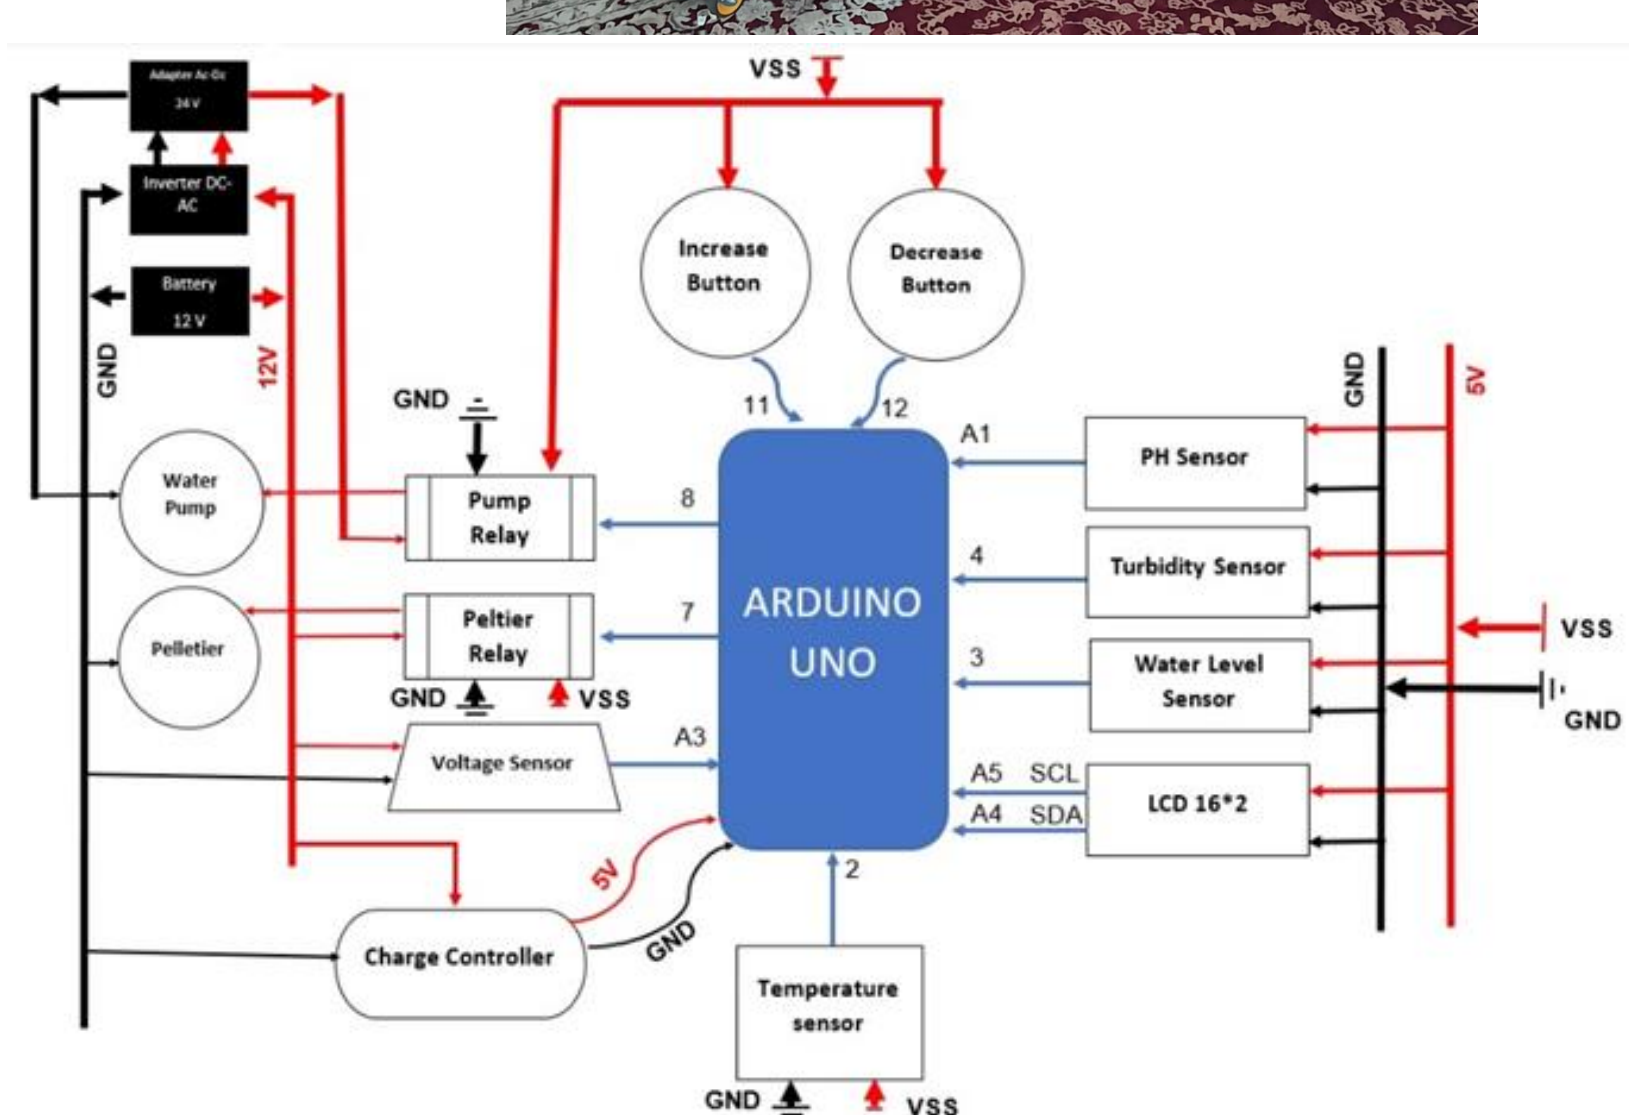 Adapter Ac-Dc
24 V
Inverter DC-
AC
Battery
12 V
GND
12V
VSS
Increase
Button
Decrease
Button
11
12
GND
Water
Pump
Pump
Relay
8
Pelletier
Peltier
Relay
7
GND
VSS
Voltage Sensor
A3
ARDUINO
UNO
A1
PH Sensor
4
Turbidity Sensor
3
Water Level
Sensor
A5 SCL
A4 SDA
LCD 16*2
GND
5V
VSS
GND
5V
GND
Charge Controller
2
Temperature
sensor
GND
VSS